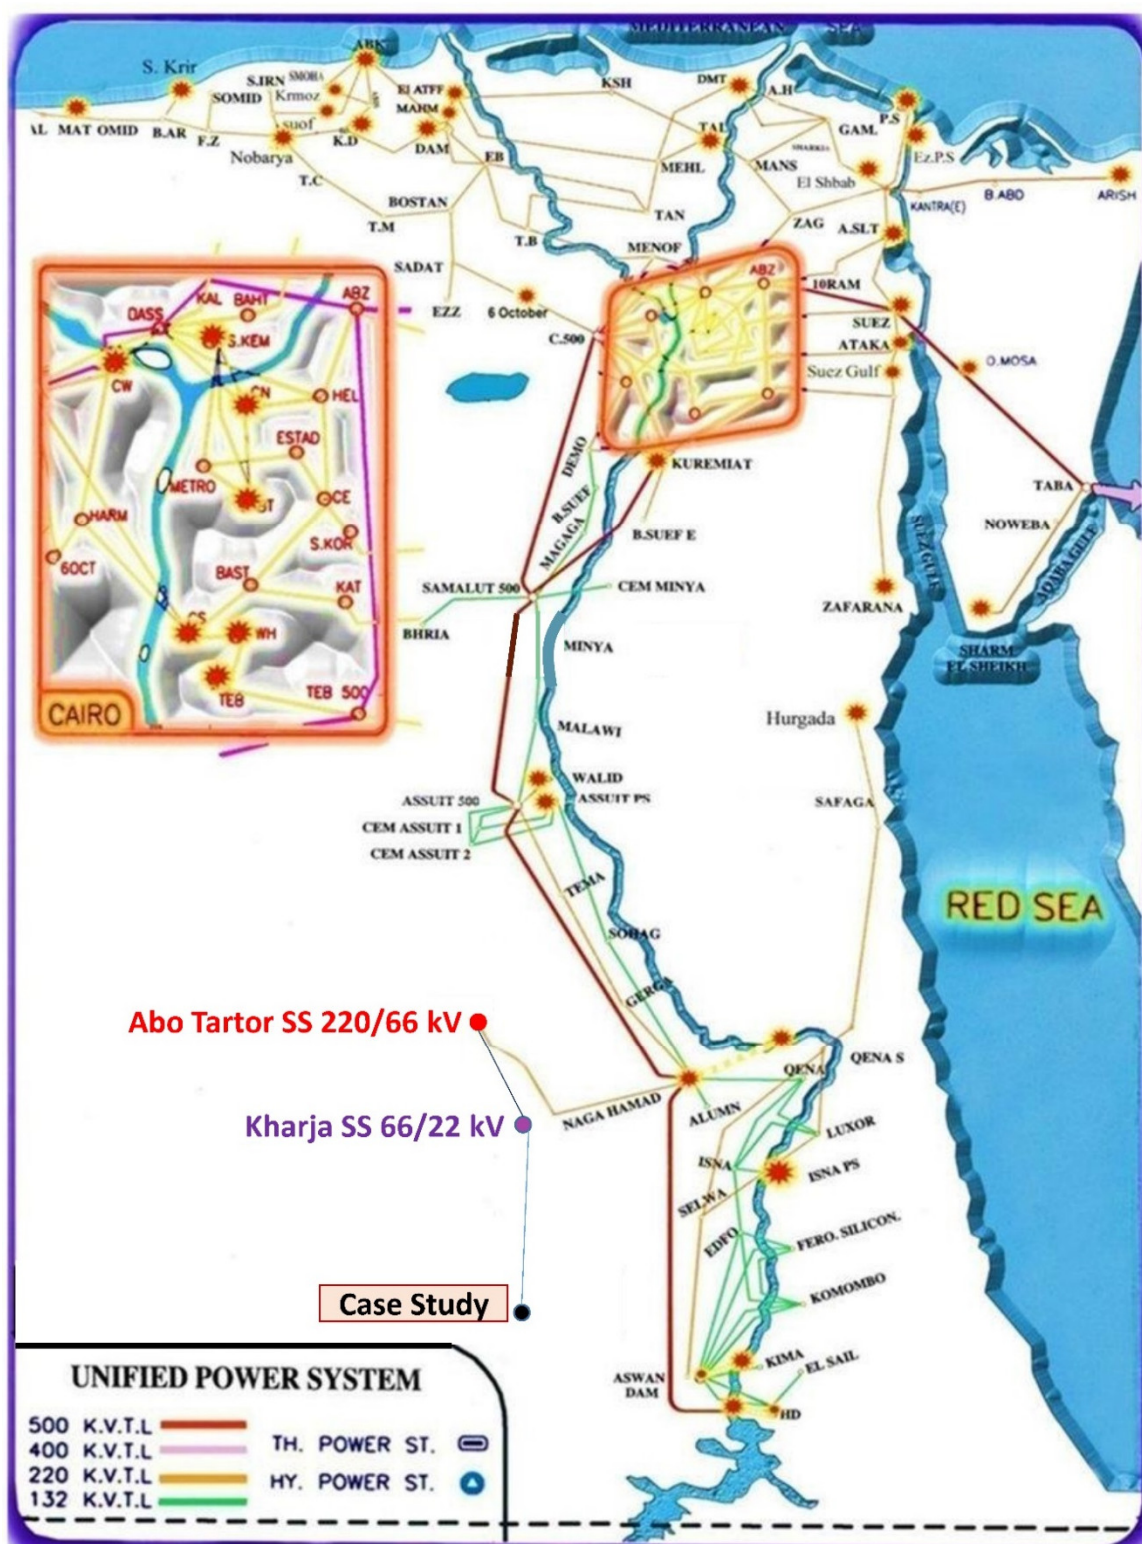 MEDITERRANEAN SEA
ABK
S. Krir
S.IRN
SMOHA
SOMID
Krmoz
El ATFF
MAHM
KSH
DMT
A.H
P.S
MAT
OMID
B.AR
F.Z
suof
K.D
DAM
TAL
GAM.
Ez.P.S
Nobarya
EB
MEHL
MANS
SHARKIA
El Shbab
T.C
BOSTAN
TAN
KANTRA(E)
B.ABD
ARISH
T.M
T.B
ZAG
A.SLT
MENOF
SADAT
ABZ
10RAM
EZZ
6 October
C.500
SUEZ
ATAKA
Suez Gulf
O.MOSA
KAL
BAHT
ABZ
DASS
S.KEM
CW
CN
HEL
ESTAD
METRO
CE
HARM
S.KOR
6OCT
BAST
KAT
CS
WH
TEB
TEB 500
CAIRO
DEMO
KUREMIAT
TABA
B.SUEF
B.SUEF E
MAGAGA
NOWEBA
SUEZ GULF
AQABA GULF
SAMALUT 500
CEM MINYA
ZAFARANA
BHRIA
MINYA
SHARM
EL SHEIKH
MALAWI
Hurgada
WALID
ASSUIT 500
ASSUIT PS
SAFAGA
CEM ASSUIT 1
CEM ASSUIT 2
TEMA
RED SEA
SOHAG
GERGA
Abo Tartor SS 220/66 kV
QENA S
QENA
NAGA HAMAD
ALUMN
Kharja SS 66/22 kV
LUXOR
ISNA
ISNA PS
SELWA
EDFO
FERO. SILICON.
KOMOMBO
Case Study
KIMA
EL SAIL
ASWAN
DAM
HD
UNIFIED POWER SYSTEM
500 K.V.T.L
400 K.V.T.L
220 K.V.T.L
132 K.V.T.L
TH. POWER ST.
HY. POWER ST.